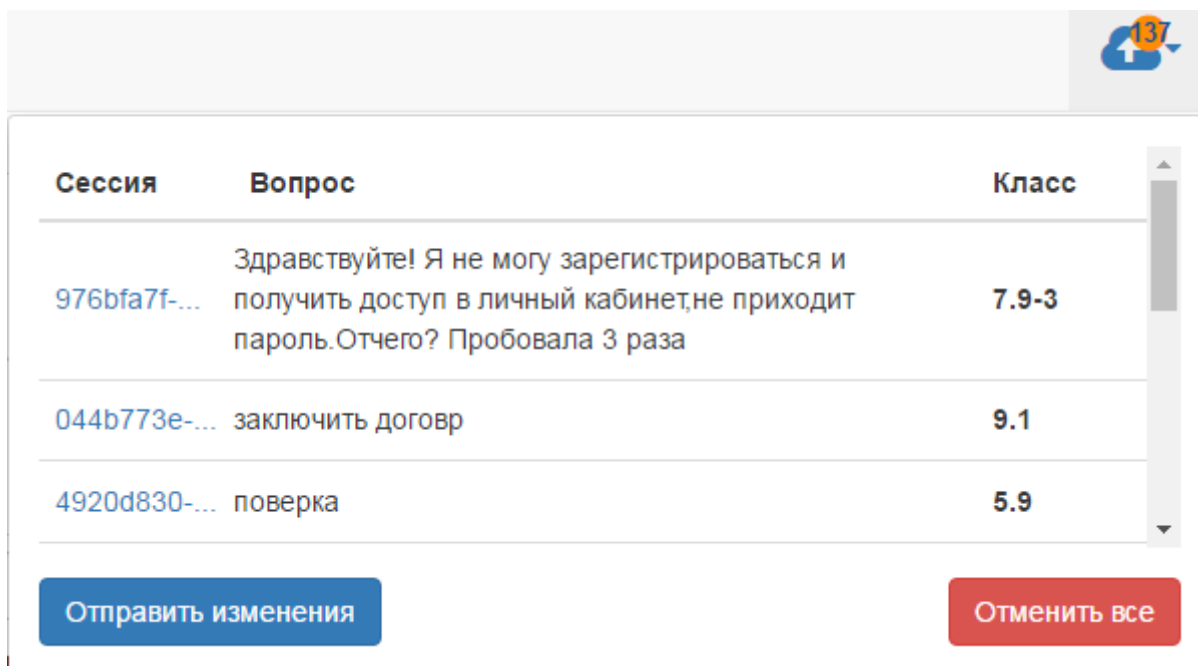 137
Сессия Вопрос Класс
Здравствуйте! Я не могу зарегистрироваться и
976bfa7f-... получить доступ в личный кабинет,не приходит 7.9-3
пароль.Отчего? Пробовала 3 раза
044b773e-... заключить договр 9.1
4920d830-... поверка 5.9
Отправить изменения Отменить все